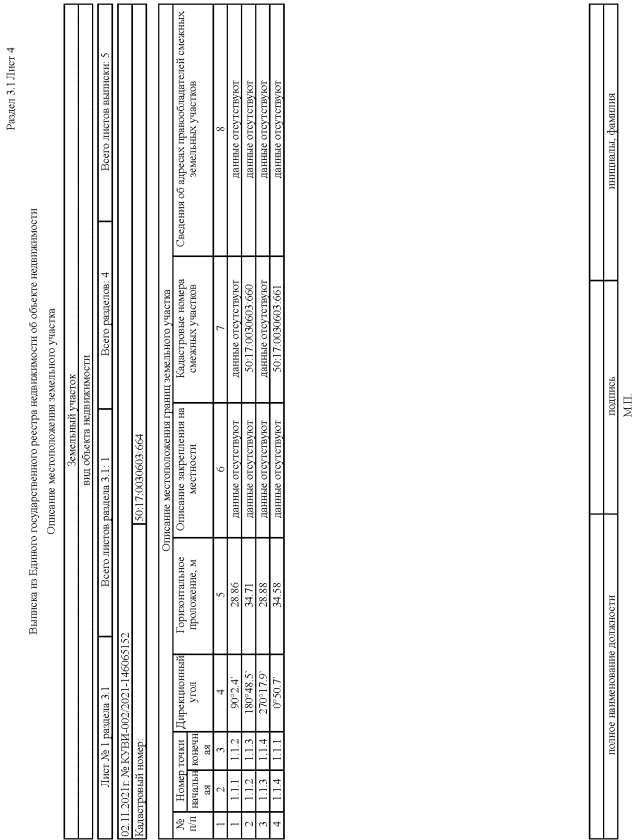 Раздел 3.1 Лист 4
Выписка из Единого государственного реестра недвижимости об объекте недвижимости
Описание местоположения земельного участка
Земельный участок
вид объекта недвижимости
Лист № 1 раздела 3.1 Всего листов раздела 3.1: 1 Всего разделов: 4 Всего листов выписки: 5
02.11.2021г. № КУВИ-002/2021-146065152
Кадастровый номер: 50:17:0030603:664
Описание местоположения границ земельного участка
№ п/п Номер точки Дирекционный угол Горизонтальное проложение, м Описание закрепления на местности Кадастровые номера смежных участков Сведения об адресах правообладателей смежных земельных участков
начальная конечная
1 2 3 4 5 6 7 8
1 1.1.1 1.1.2 90°2.4` 28.86 данные отсутствуют данные отсутствуют данные отсутствуют
2 1.1.2 1.1.3 180°48.5` 34.71 данные отсутствуют 50:17:0030603:660 данные отсутствуют
3 1.1.3 1.1.4 270°17.9` 28.88 данные отсутствуют данные отсутствуют данные отсутствуют
4 1.1.4 1.1.1 0°50.7` 34.58 данные отсутствуют 50:17:0030603:661 данные отсутствуют
полное наименование должности подпись инициалы, фамилия
М.П.